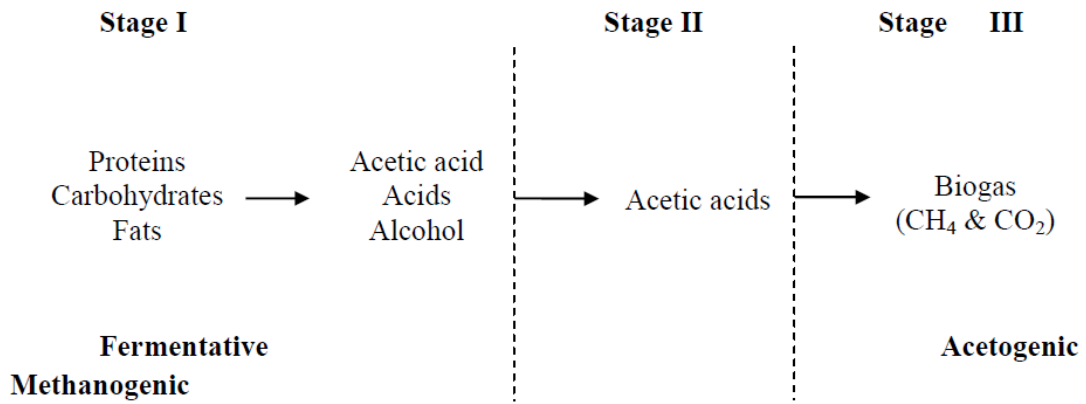 Stage I Stage II Stage III
Proteins
Carbohydrates
Fats
Acetic acid
Acids
Alcohol
Acetic acids
Biogas
(CH₄ & CO₂)
Fermentative Acetogenic
Methanogenic